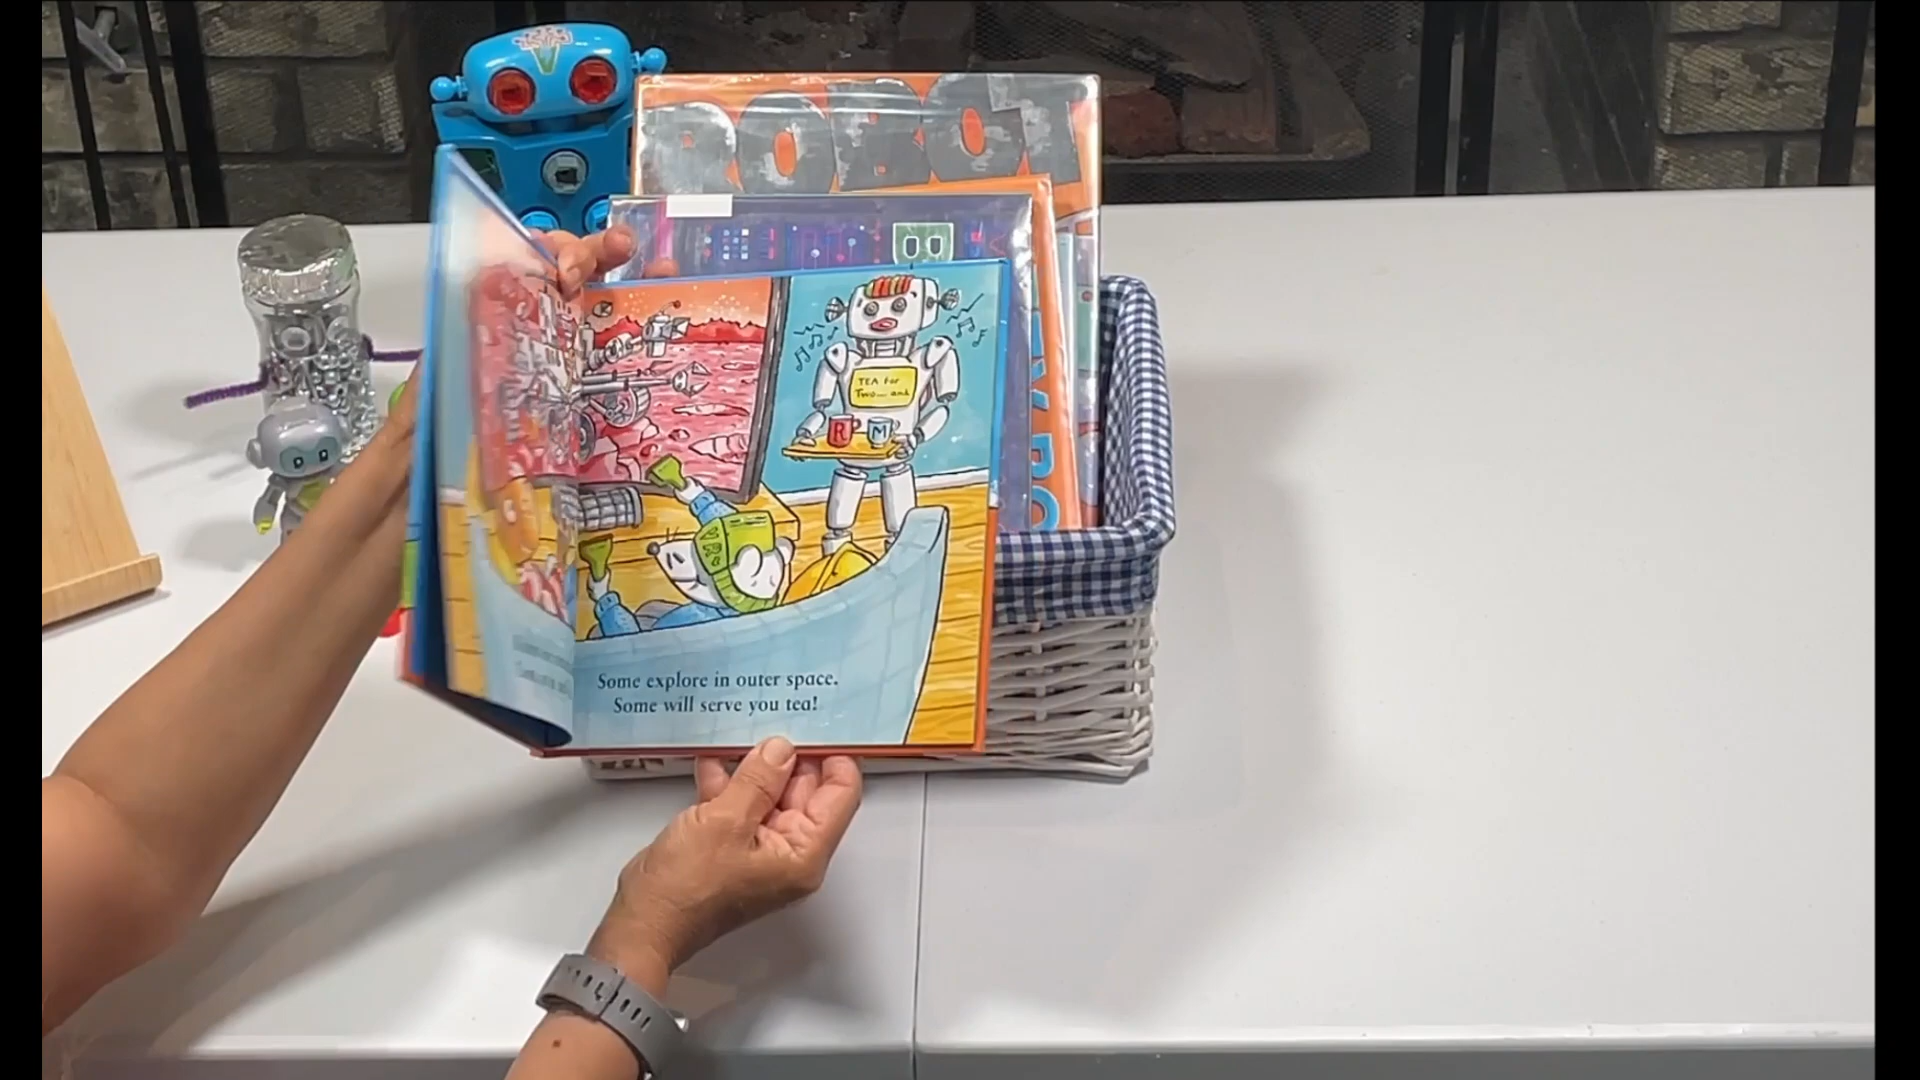 ROBOT
TEA for
Two... and
R M
Some explore in outer space.
Some will serve you tea!